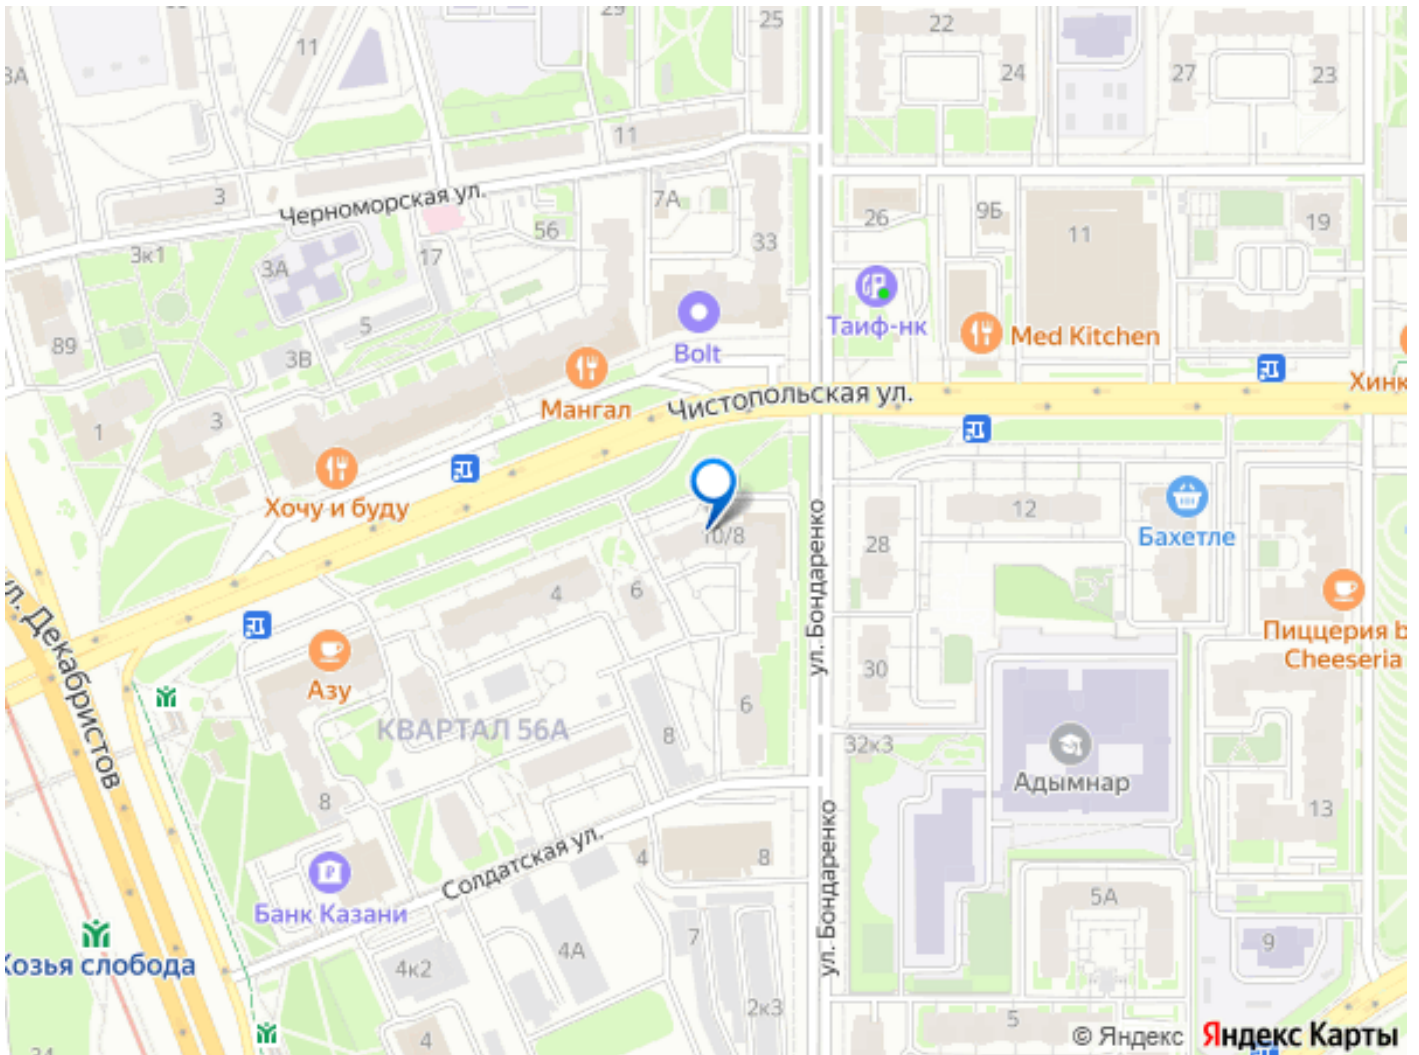 29
25
22
11
24
27
23
3А
11
3
Черноморская ул.
7А
26
9Б
19
56
11
33
3к1
17
3А
Таиф-нк
5
Med Kitchen
89
3В
Bolt
Хинк
Мангал
Чистопольская ул.
3
1
Хочу и буду
12
10/8
Бахетле
28
ул. Бондаренко
4
6
ул. Декабристов
Пиццерия b
Cheeseria
30
Азу
6
КВАРТАЛ 56А
8
32к3
Адымнар
8
13
ул. Бондаренко
Солдатская ул.
4
8
5А
Банк Казани
7
9
4А
Козья слобода
4к2
2к3
5
4
© Яндекс
Яндекс Карты